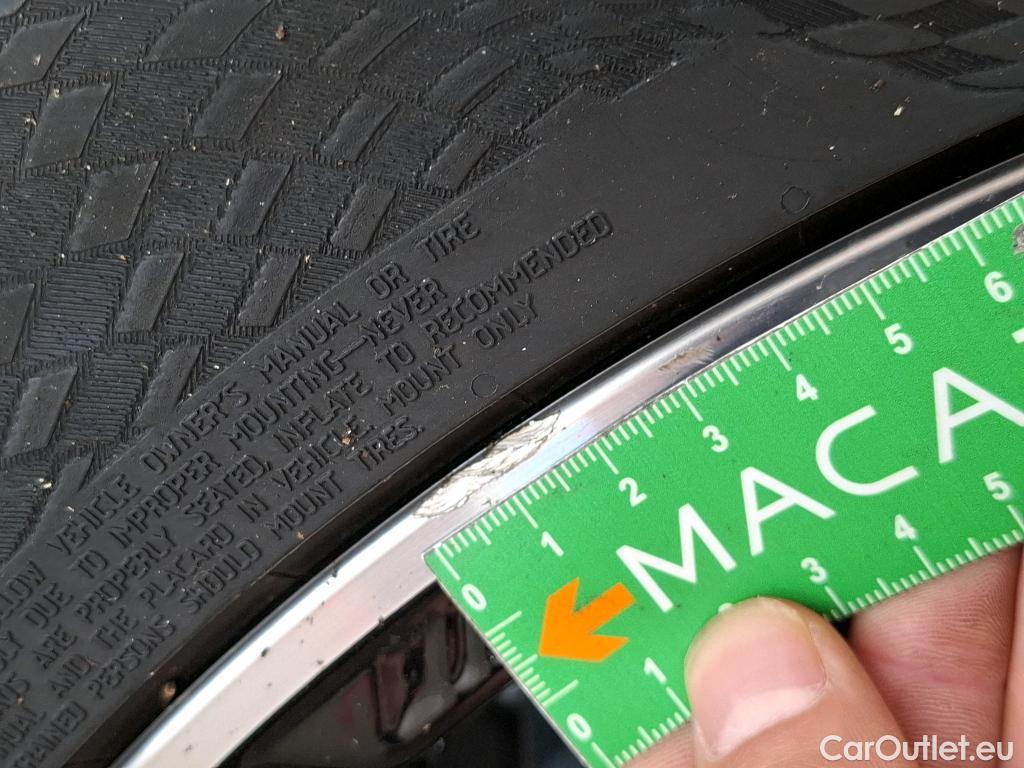 VEHICLE OWNER'S MANUAL OR TIRE
DUE TO IMPROPER MOUNTING—NEVER
ARE PROPERLY SEATED, INFLATE TO RECOMMENDED
AND THE PLACARD IN VEHICLE. MOUNT ONLY
PERSONS SHOULD MOUNT TIRES.
0 1 2 3 4 5 6
MACA
0 1 3 4 5
CarOutlet.eu